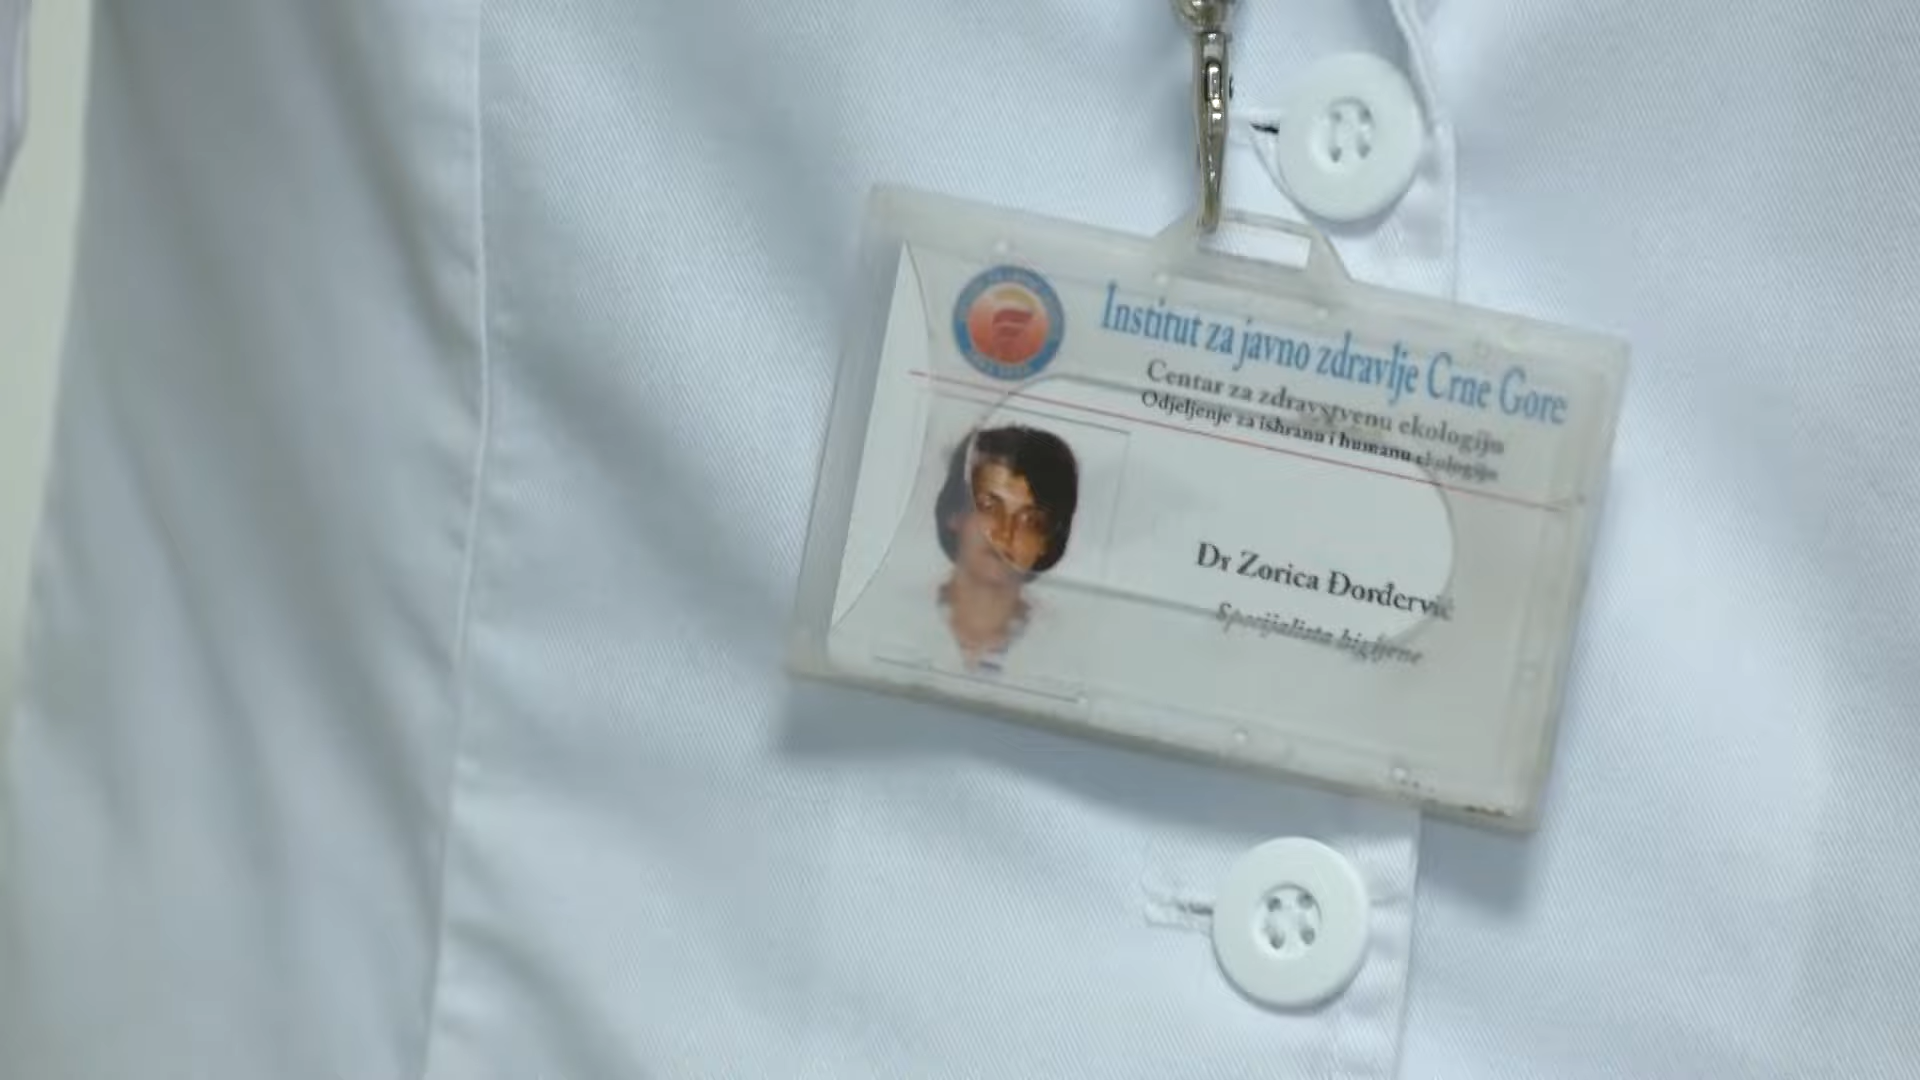 Institut za javno zdravlje Crne Gore
Centar za zdravstvenu ekologiju
Odjeljenje za ishranu i humanu ekologiju
Dr Zorica Đorđervić
Specijalista higijene